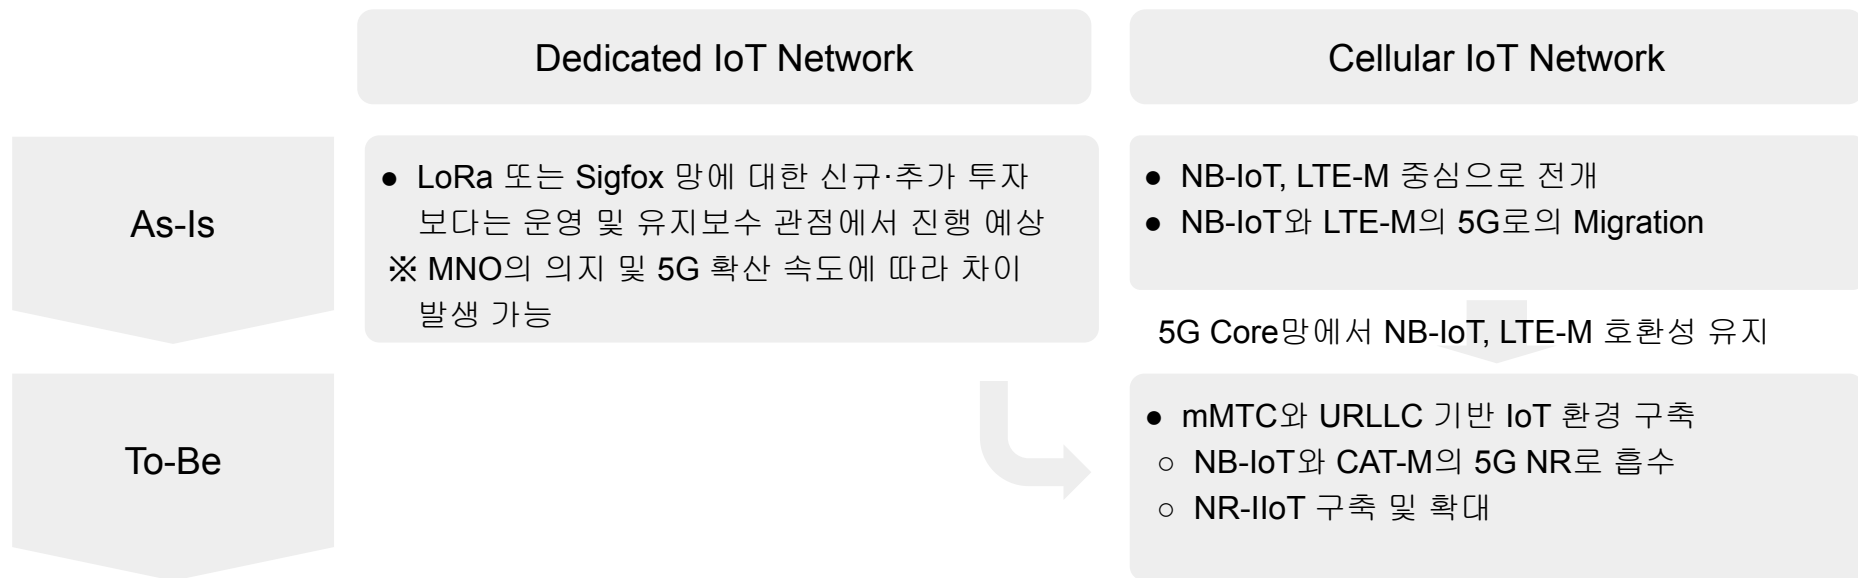 Dedicated IoT Network
Cellular IoT Network
As-Is
● LoRa 또는 Sigfox 망에 대한 신규·추가 투자
보다는 운영 및 유지보수 관점에서 진행 예상
※ MNO의 의지 및 5G 확산 속도에 따라 차이
발생 가능
● NB-IoT, LTE-M 중심으로 전개
● NB-IoT와 LTE-M의 5G로의 Migration
5G Core망에서 NB-IoT, LTE-M 호환성 유지
To-Be
● mMTC와 URLLC 기반 IoT 환경 구축
○ NB-IoT와 CAT-M의 5G NR로 흡수
○ NR-IIoT 구축 및 확대